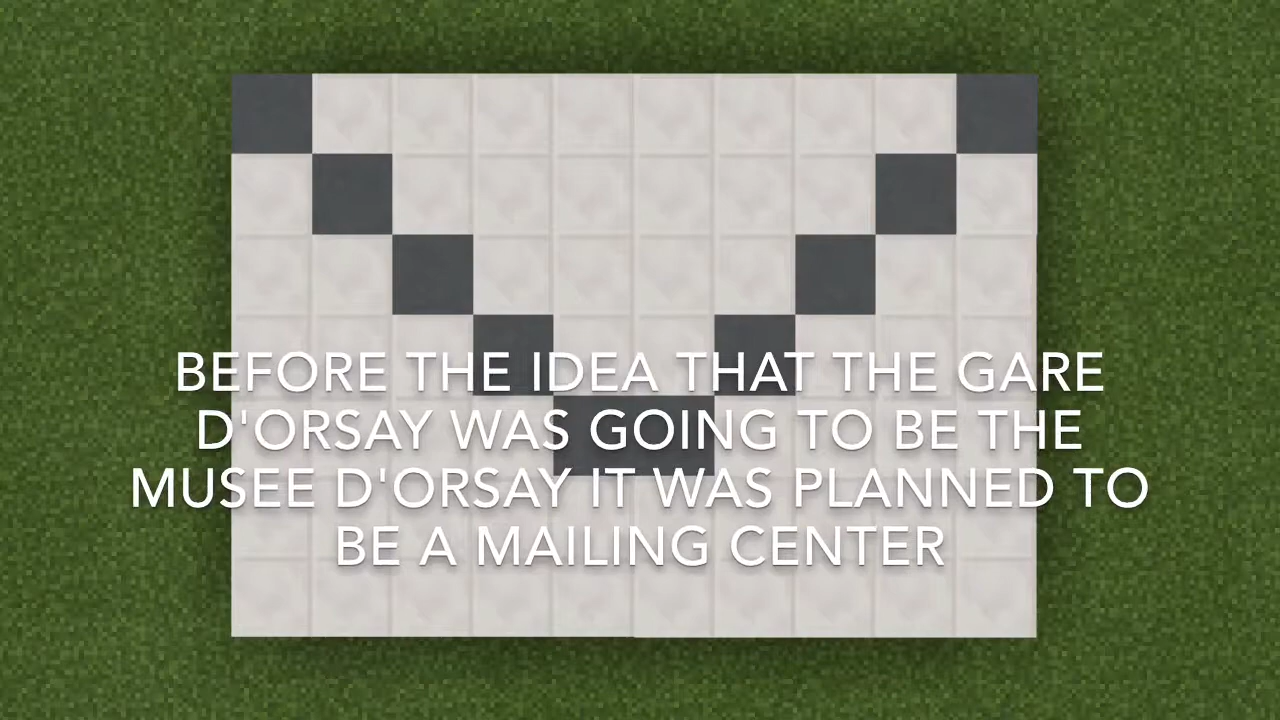 BEFORE THE IDEA THAT THE GARE
D'ORSAY WAS GOING TO BE THE
MUSEE D'ORSAY IT WAS PLANNED TO
BE A MAILING CENTER